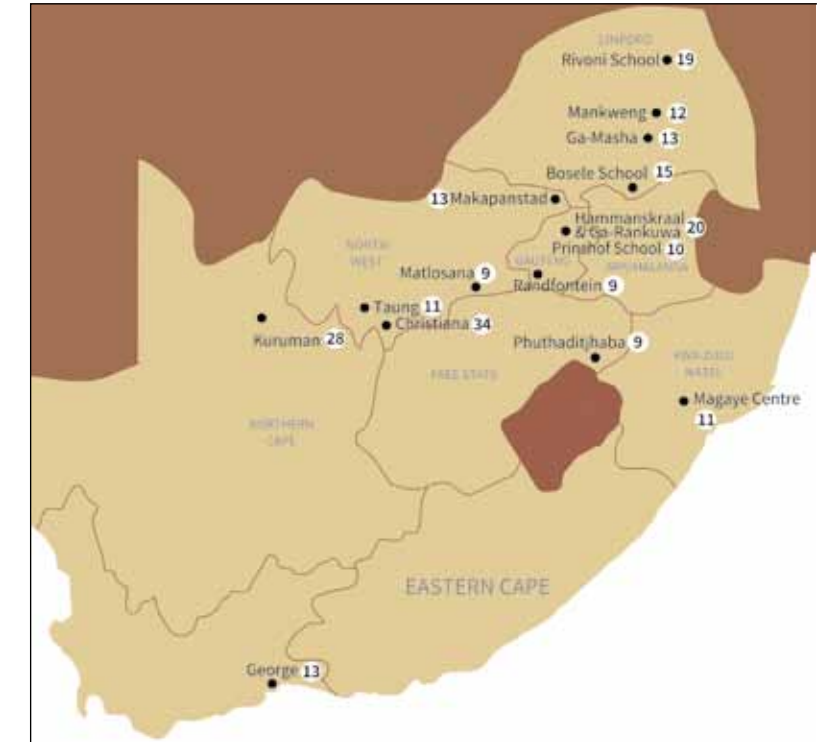 LINPORO
Rivoni School 19
Mankweng 12
Ga-Masha 13
Bosele School 15
13 Makapanstad
Hammanskraal
& Ga-Rankuwa 20
Prinshof School 10
NORTH
WEST
GAUTENG
MPUMALANGA
Matlosana 9
Randfontein 9
Taung 11
Christiana 34
Kuruman 28
Phuthaditjhaba 9
FREE STATE
KWA-ZULU
NATAL
Magaye Centre
11
NORTHERN
CAPE
EASTERN CAPE
George 13